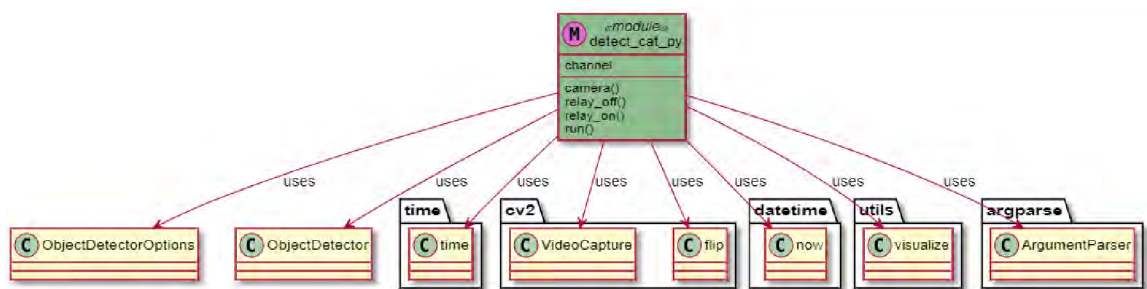 M «module»
detect_cat_py
channel
camera()
relay_off()
relay_on()
run()
uses uses uses uses uses uses uses uses
time cv2 datetime utils argparse
C ObjectDetectorOptions C ObjectDetector C time C VideoCapture C flip C now C visualize C ArgumentParser